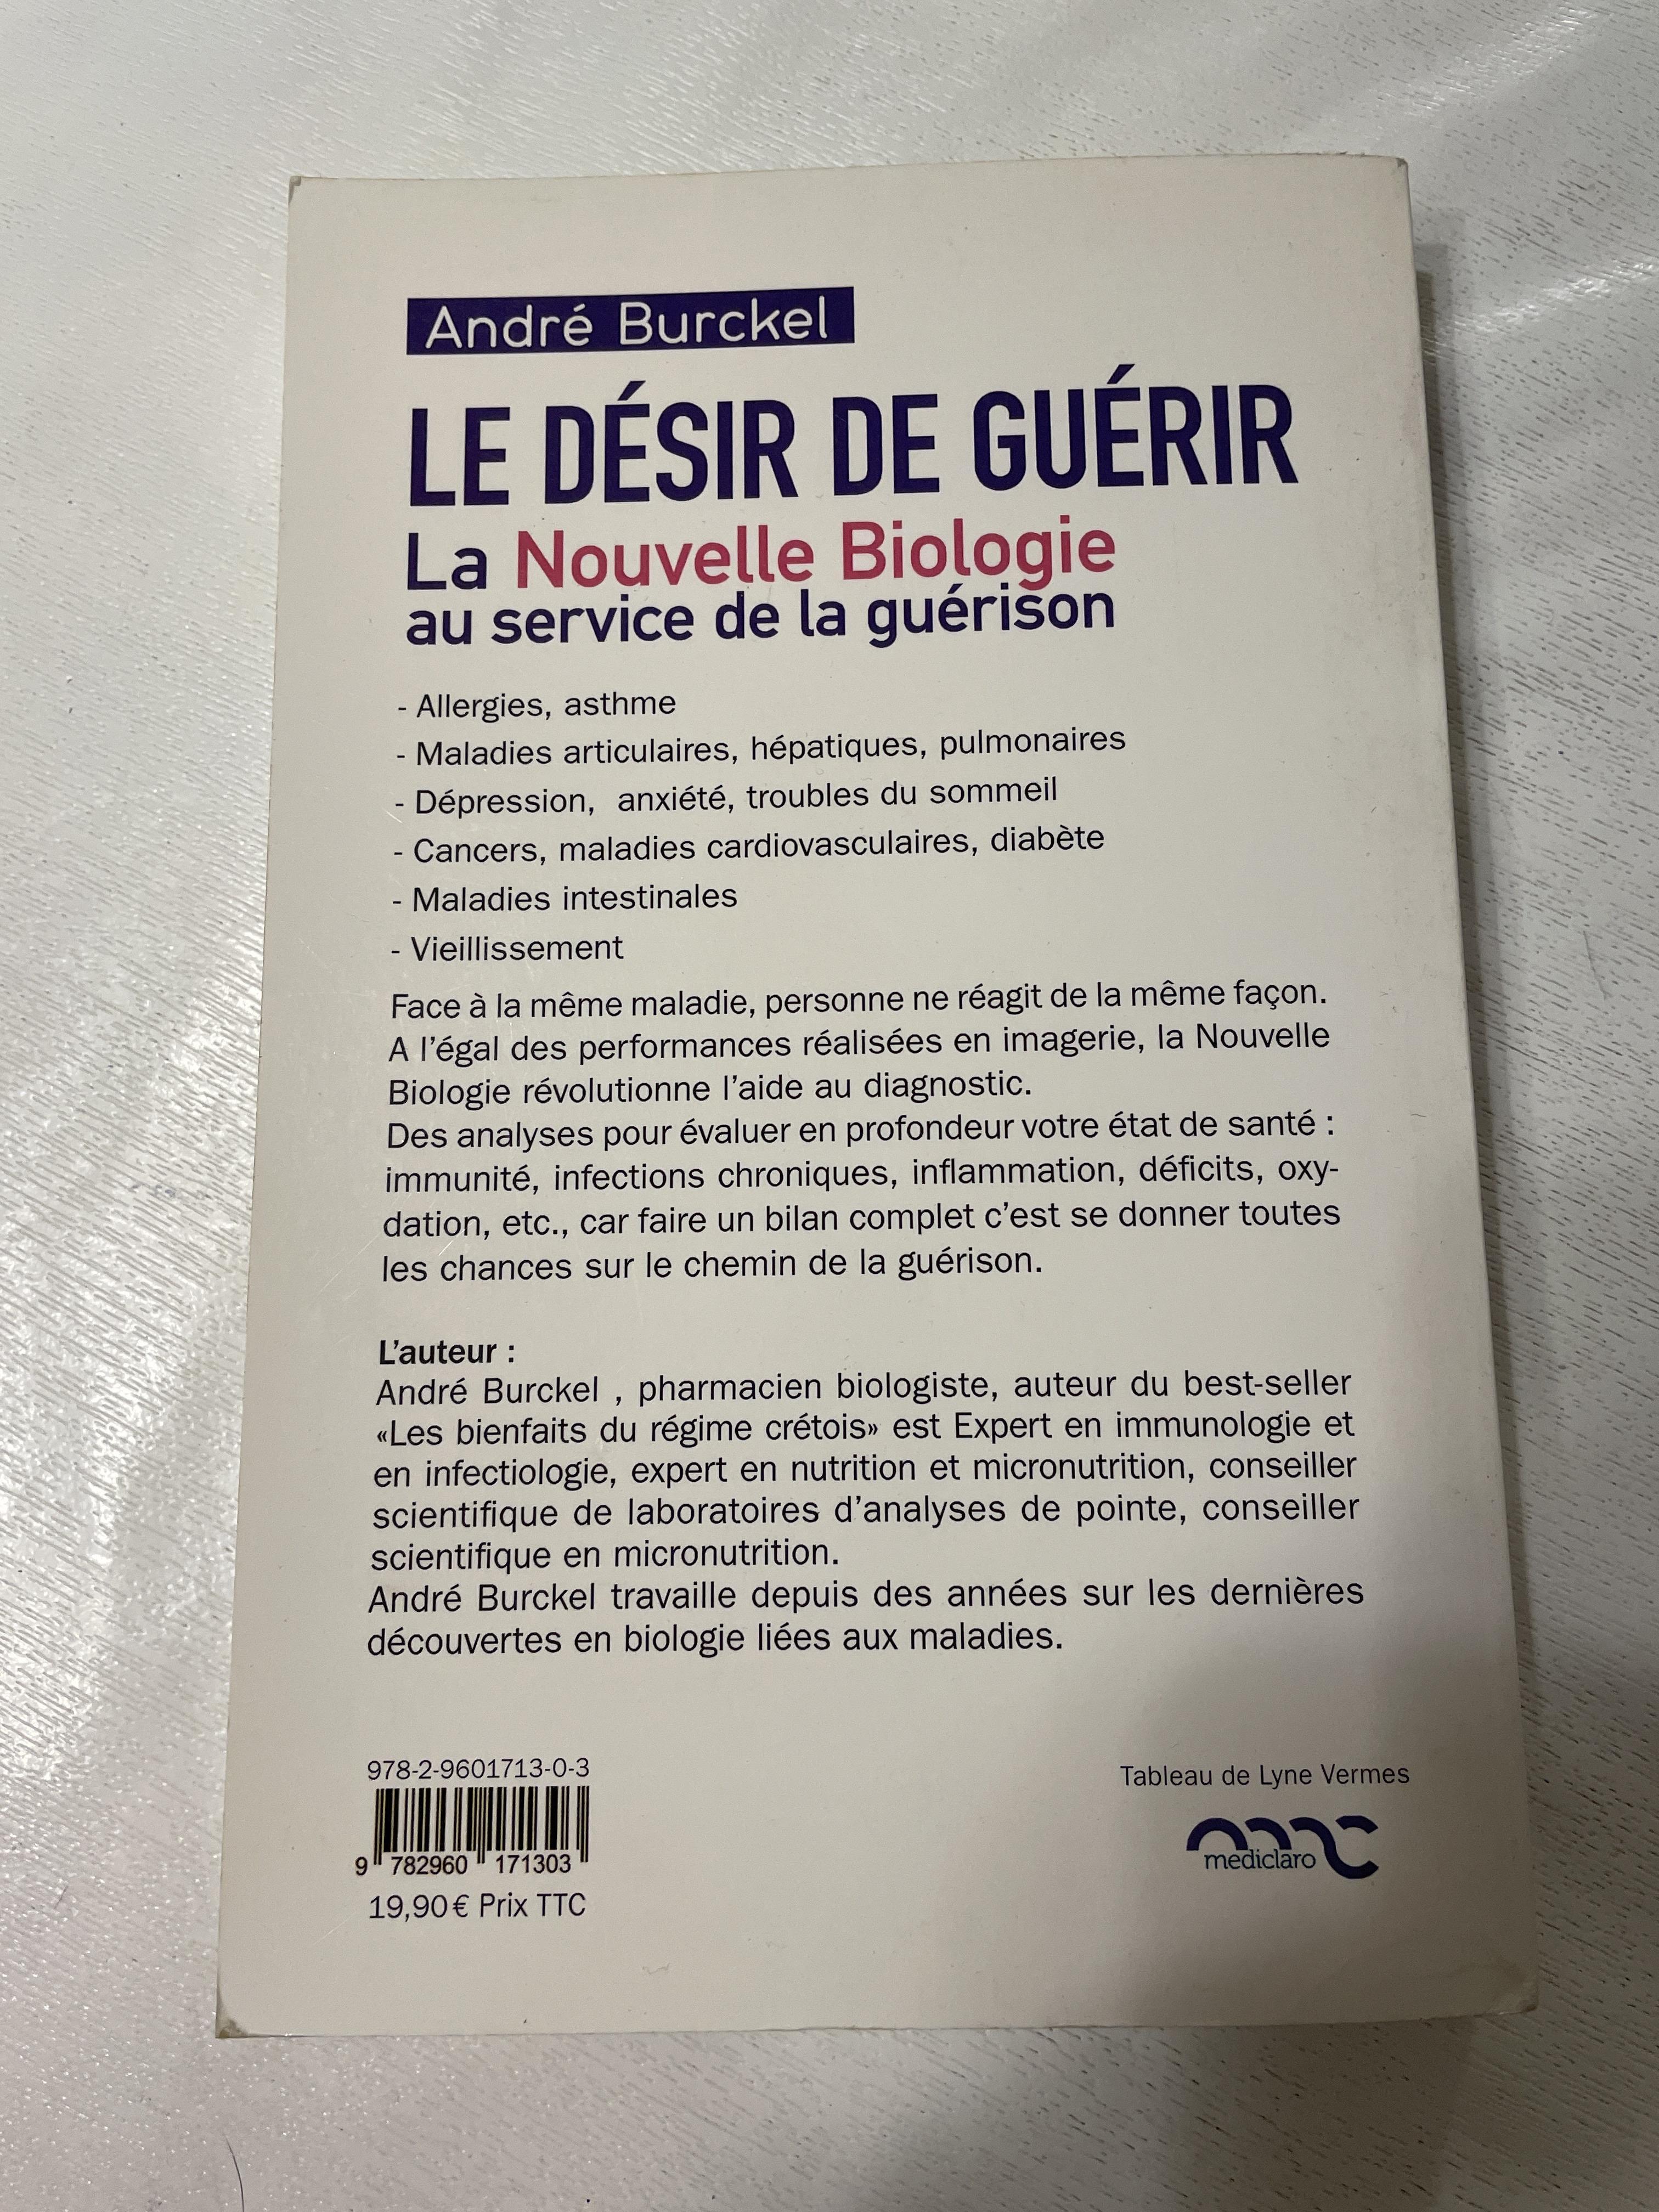 André Burckel
LE DÉSIR DE GUÉRIR
La Nouvelle Biologie
au service de la guérison
- Allergies, asthme
- Maladies articulaires, hépatiques, pulmonaires
- Dépression, anxiété, troubles du sommeil
- Cancers, maladies cardiovasculaires, diabète
- Maladies intestinales
- Vieillissement
Face à la même maladie, personne ne réagit de la même façon.
A l'égal des performances réalisées en imagerie, la Nouvelle
Biologie révolutionne l'aide au diagnostic.
Des analyses pour évaluer en profondeur votre état de santé :
immunité, infections chroniques, inflammation, déficits, oxy-
dation, etc., car faire un bilan complet c'est se donner toutes
les chances sur le chemin de la guérison.
L'auteur :
André Burckel , pharmacien biologiste, auteur du best-seller
«Les bienfaits du régime crétois» est Expert en immunologie et
en infectiologie, expert en nutrition et micronutrition, conseiller
scientifique de laboratoires d'analyses de pointe, conseiller
scientifique en micronutrition.
André Burckel travaille depuis des années sur les dernières
découvertes en biologie liées aux maladies.
978-2-9601713-0-3
9 782960 171303
19,90€ Prix TTC
Tableau de Lyne Vermes
mediclaro